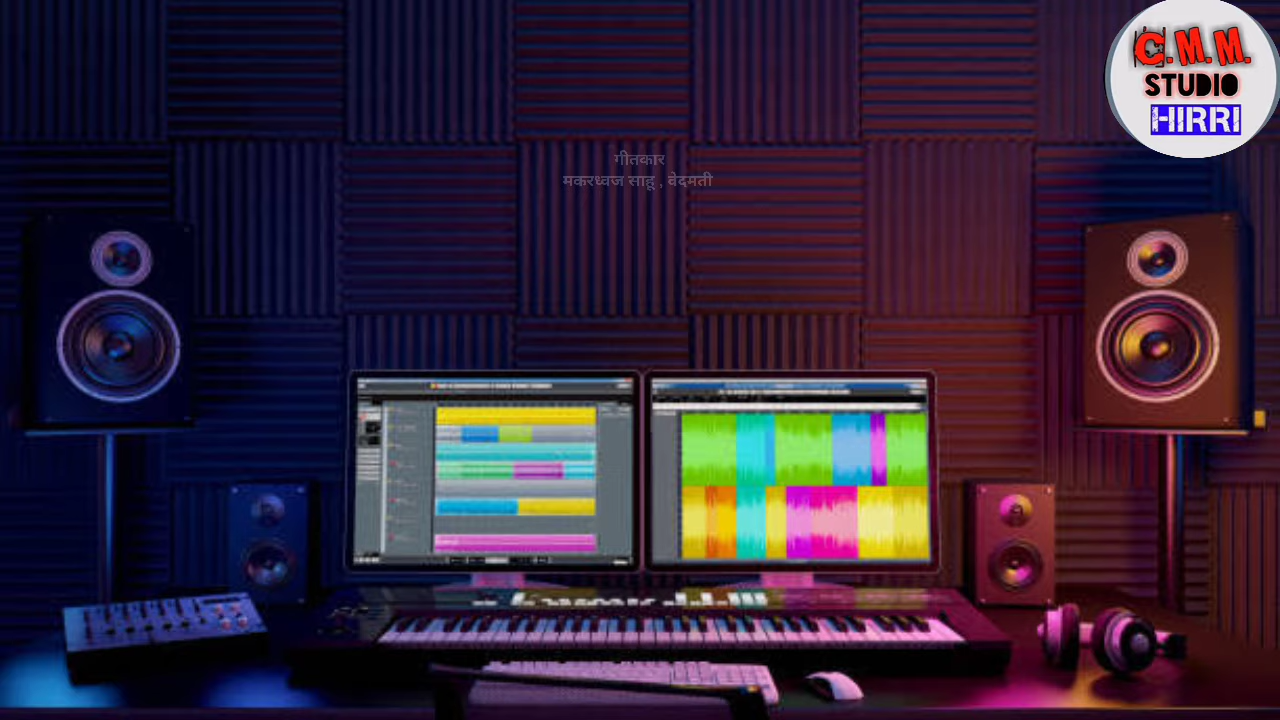 C.M.M.
STUDIO
HIRRI
गीतकार
मकरध्वज साहू , वेदमती